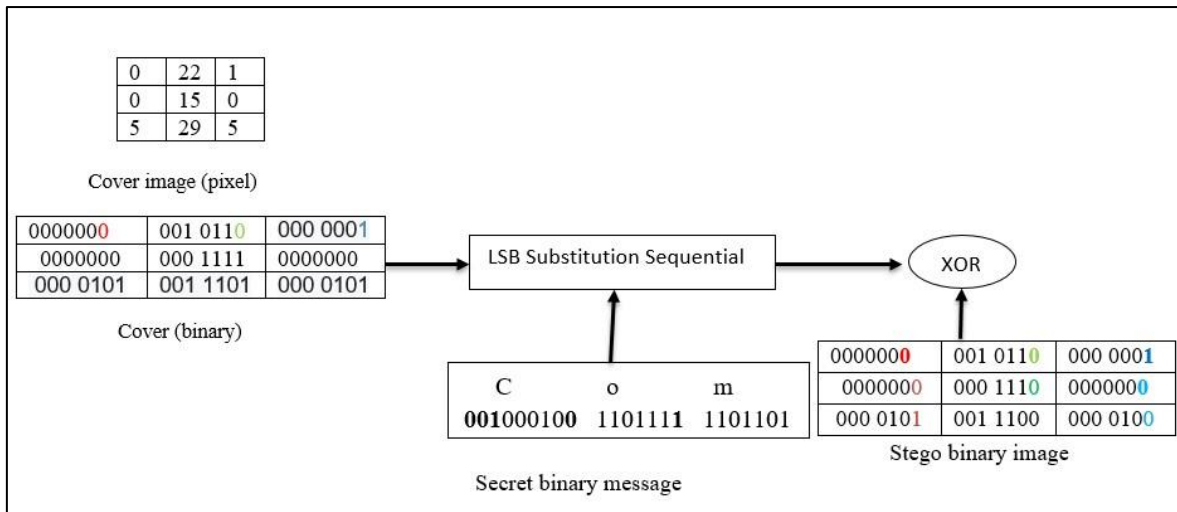 0 22 1
0 15 0
5 29 5
Cover image (pixel)
0000000 001 0110 000 0001
0000000 000 1111 0000000
000 0101 001 1101 000 0101
Cover (binary)
LSB Substitution Sequential
XOR
C o m
001000100 1101111 1101101
Secret binary message
0000000 001 0110 000 0001
0000000 000 1110 0000000
000 0101 001 1100 000 0100
Stego binary image